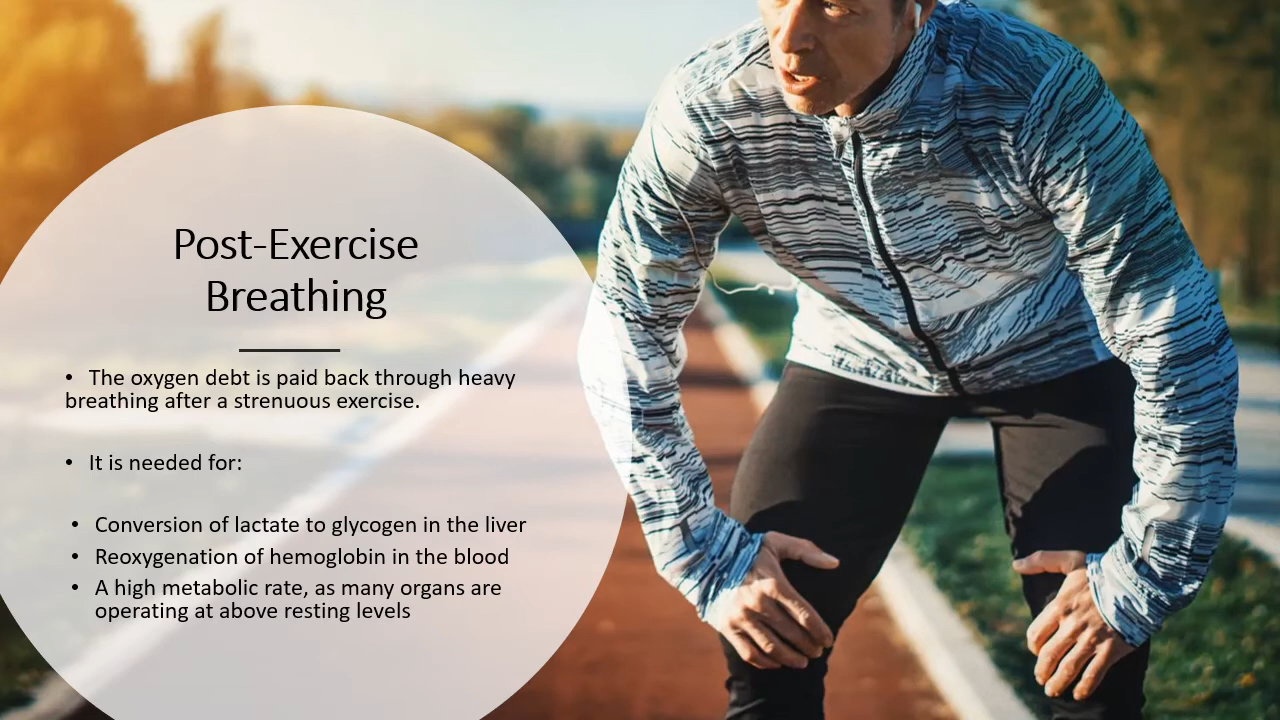 Post-Exercise
Breathing
• The oxygen debt is paid back through heavy
breathing after a strenuous exercise.
• It is needed for:
• Conversion of lactate to glycogen in the liver
• Reoxygenation of hemoglobin in the blood
• A high metabolic rate, as many organs are
operating at above resting levels